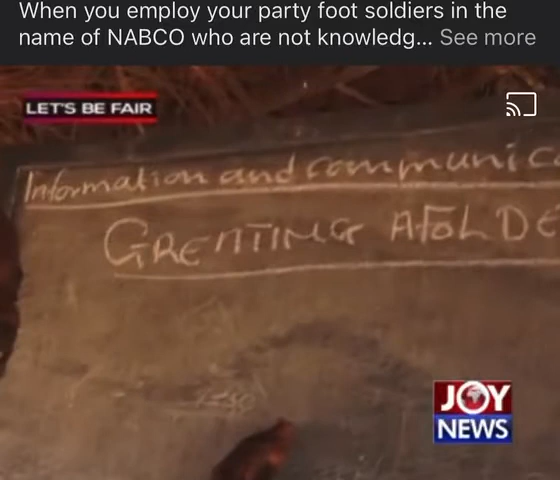 When you employ your party foot soldiers in the
name of NABCO who are not knowledg... See more
LET'S BE FAIR
Information and communic
GREATING AFOLDE
JOY
NEWS